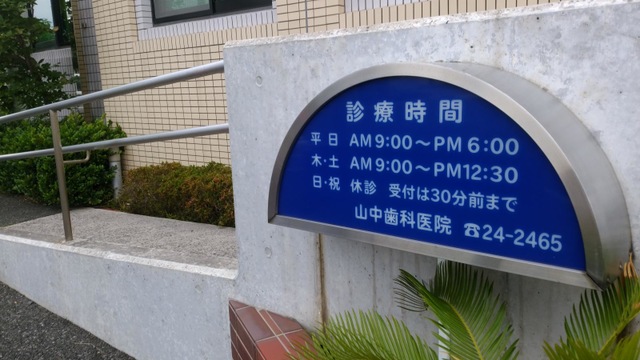 診療時間
平日 AM9:00～PM6:00
木・土 AM9:00～PM12:30
日・祝 休診 受付は30分前まで
山中歯科医院 ☎24-2465